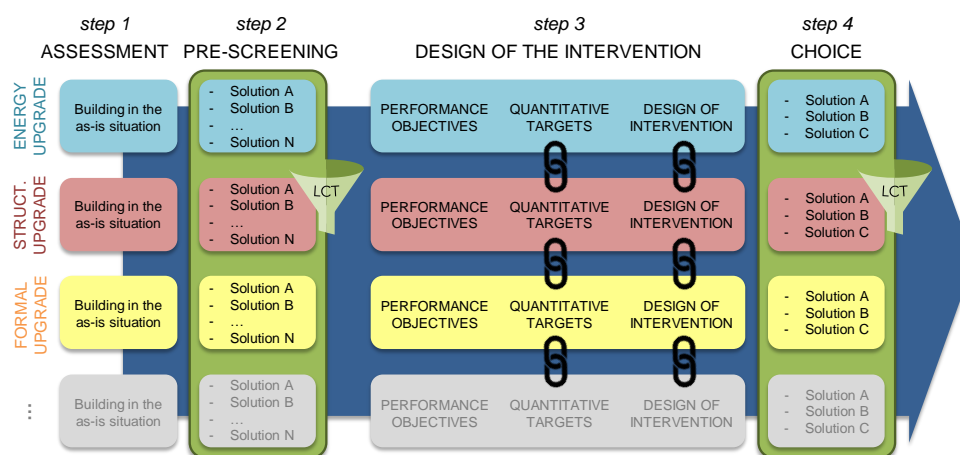 step 1
step 2
step 3
step 4
ASSESSMENT
PRE-SCREENING
DESIGN OF THE INTERVENTION
CHOICE
ENERGY
UPGRADE
Building in the
as-is situation
- Solution A
- Solution B
- ...
- Solution N
PERFORMANCE
OBJECTIVES
QUANTITATIVE
TARGETS
DESIGN OF
INTERVENTION
- Solution A
- Solution B
- Solution C
LCT
LCT
STRUCT.
UPGRADE
Building in the
as-is situation
- Solution A
- Solution B
- ...
- Solution N
PERFORMANCE
OBJECTIVES
QUANTITATIVE
TARGETS
DESIGN OF
INTERVENTION
- Solution A
- Solution B
- Solution C
FORMAL
UPGRADE
Building in the
as-is situation
- Solution A
- Solution B
- ...
- Solution N
PERFORMANCE
OBJECTIVES
QUANTITATIVE
TARGETS
DESIGN OF
INTERVENTION
- Solution A
- Solution B
- Solution C
...
Building in the
as-is situation
- Solution A
- Solution B
- ...
- Solution N
PERFORMANCE
OBJECTIVES
QUANTITATIVE
TARGETS
DESIGN OF
INTERVENTION
- Solution A
- Solution B
- Solution C